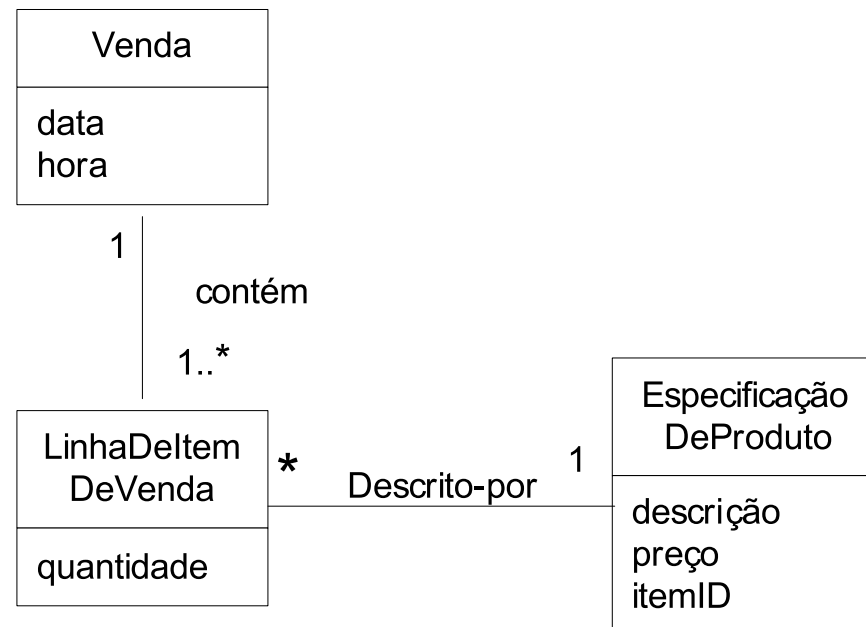 Venda
data
hora
1
contém
1..*
LinhaDeItem
DeVenda
quantidade
*
Descrito-por
1
Especificação
DeProduto
descrição
preço
itemID